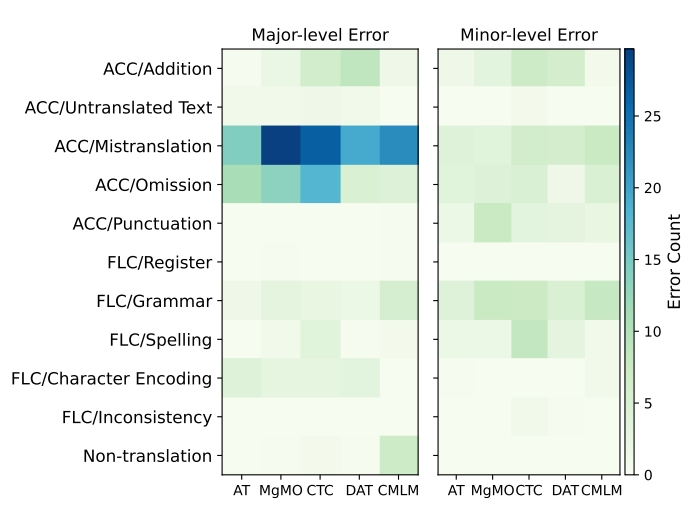 Major-level Error
Minor-level Error
ACC/Addition
ACC/Untranslated Text
ACC/Mistranslation
ACC/Omission
ACC/Punctuation
FLC/Register
FLC/Grammar
FLC/Spelling
FLC/Character Encoding
FLC/Inconsistency
Non-translation
AT MgMO CTC DAT CMLM
AT MgMO CTC DAT CMLM
25
20
15
10
5
0
Error Count